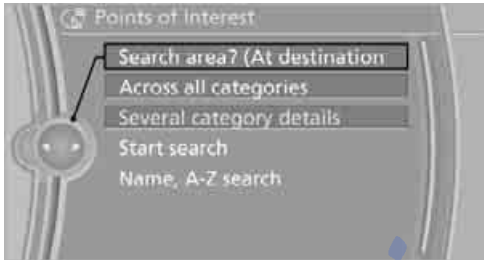 Points of Interest
Search area? (At destination
Across all categories
Several category details
Start search
Name, A-Z search